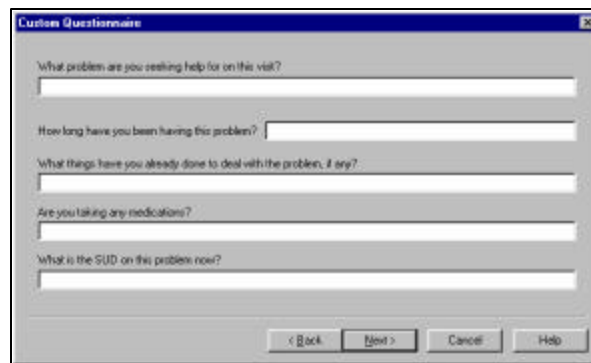 Custom Questionnaire
What problem are you seeking help for on this visit?
How long have you been having this problem?
What things have you already done to deal with the problem, if any?
Are you taking any medications?
What is the SUD on this problem now?
< Back Next > Cancel Help